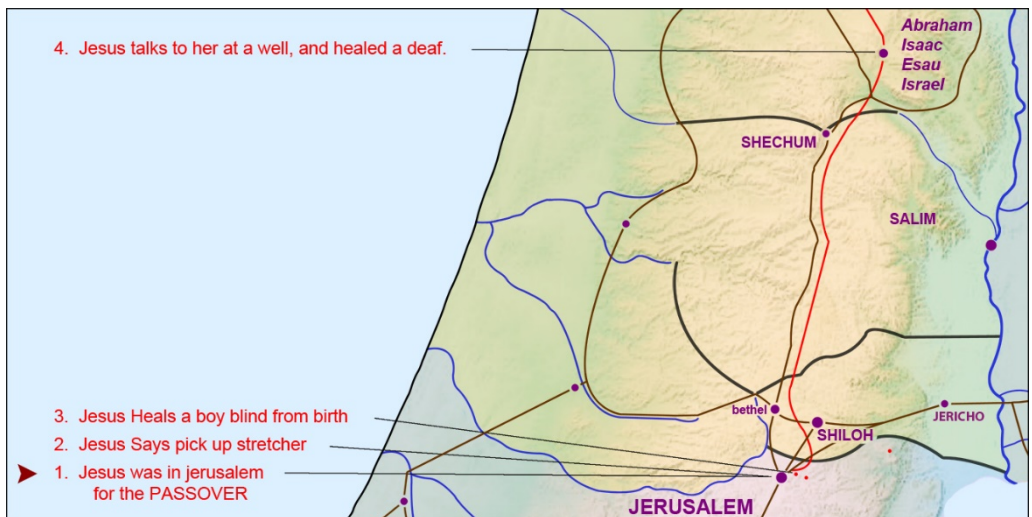 4. Jesus talks to her at a well, and healed a deaf.
Abraham
Isaac
Esau
Israel
SHECHUM
SALIM
3. Jesus Heals a boy blind from birth
bethel
JERICHO
SHILOH
2. Jesus Says pick up stretcher
1. Jesus was in jerusalem
for the PASSOVER
JERUSALEM